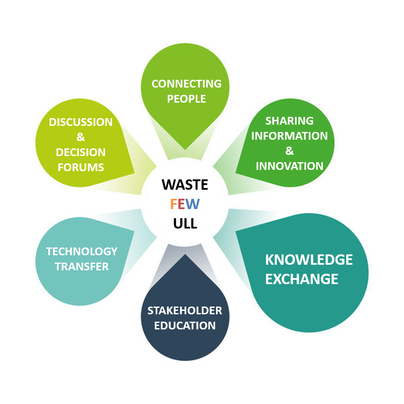 CONNECTING
PEOPLE
SHARING
INFORMATION
&
INNOVATION
KNOWLEDGE
EXCHANGE
STAKEHOLDER
EDUCATION
TECHNOLOGY
TRANSFER
DISCUSSION
&
DECISION
FORUMS
WASTE
FEW
ULL